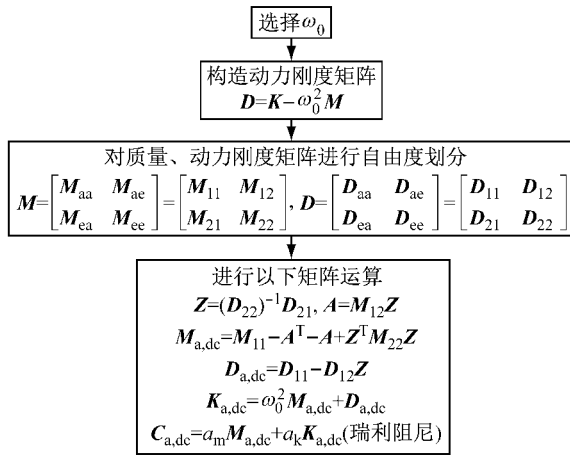 选择ω₀
构造动力刚度矩阵
D=K−ω₀²M
对质量、动力刚度矩阵进行自由度划分
M=[Maa Mae; Mea Mee]=[M11 M12; M21 M22], D=[Daa Dae; Dea Dee]=[D11 D12; D21 D22]
进行以下矩阵运算
Z=(D22)⁻¹D21, A=M12Z
Ma,dc=M11−Aᵀ−A+ZᵀM22Z
Da,dc=D11−D12Z
Ka,dc=ω₀²Ma,dc+Da,dc
Ca,dc=amMa,dc+akKa,dc(瑞利阻尼)